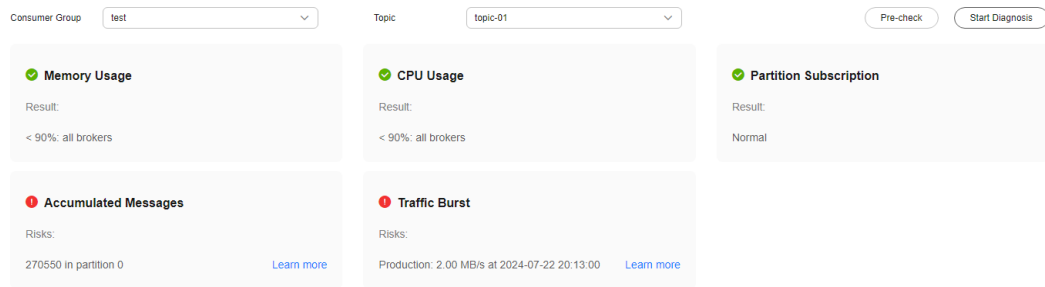 Consumer Group test Topic topic-01 Pre-check Start Diagnosis
Memory Usage
Result:
< 90%: all brokers
CPU Usage
Result:
< 90%: all brokers
Partition Subscription
Result:
Normal
Accumulated Messages
Risks:
270550 in partition 0 Learn more
Traffic Burst
Risks:
Production: 2.00 MB/s at 2024-07-22 20:13:00 Learn more